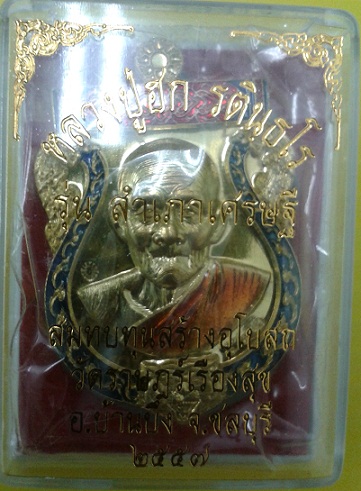 หลวงปู่ฮก รตินธโร
รุ่น สำเภาเศรษฐี
สมทบทุนสร้างอุโบสถ
วัดราษฎร์เรืองสุข
อ.บ้านบึง จ.ชลบุรี
๒๕๕๗